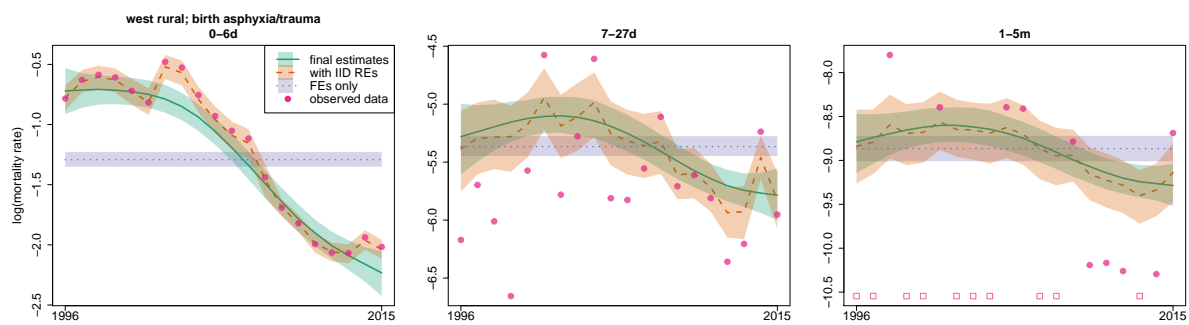 west rural; birth asphyxia/trauma
0−6d
7−27d
1−5m
log(mortality rate)
−0.5
−1.0
−1.5
−2.0
−2.5
1996
2015
final estimates
with IID REs
FEs only
observed data
−4.5
−5.0
−5.5
−6.0
−6.5
1996
2015
−8.0
−8.5
−9.0
−9.5
−10.0
−10.5
1996
2015